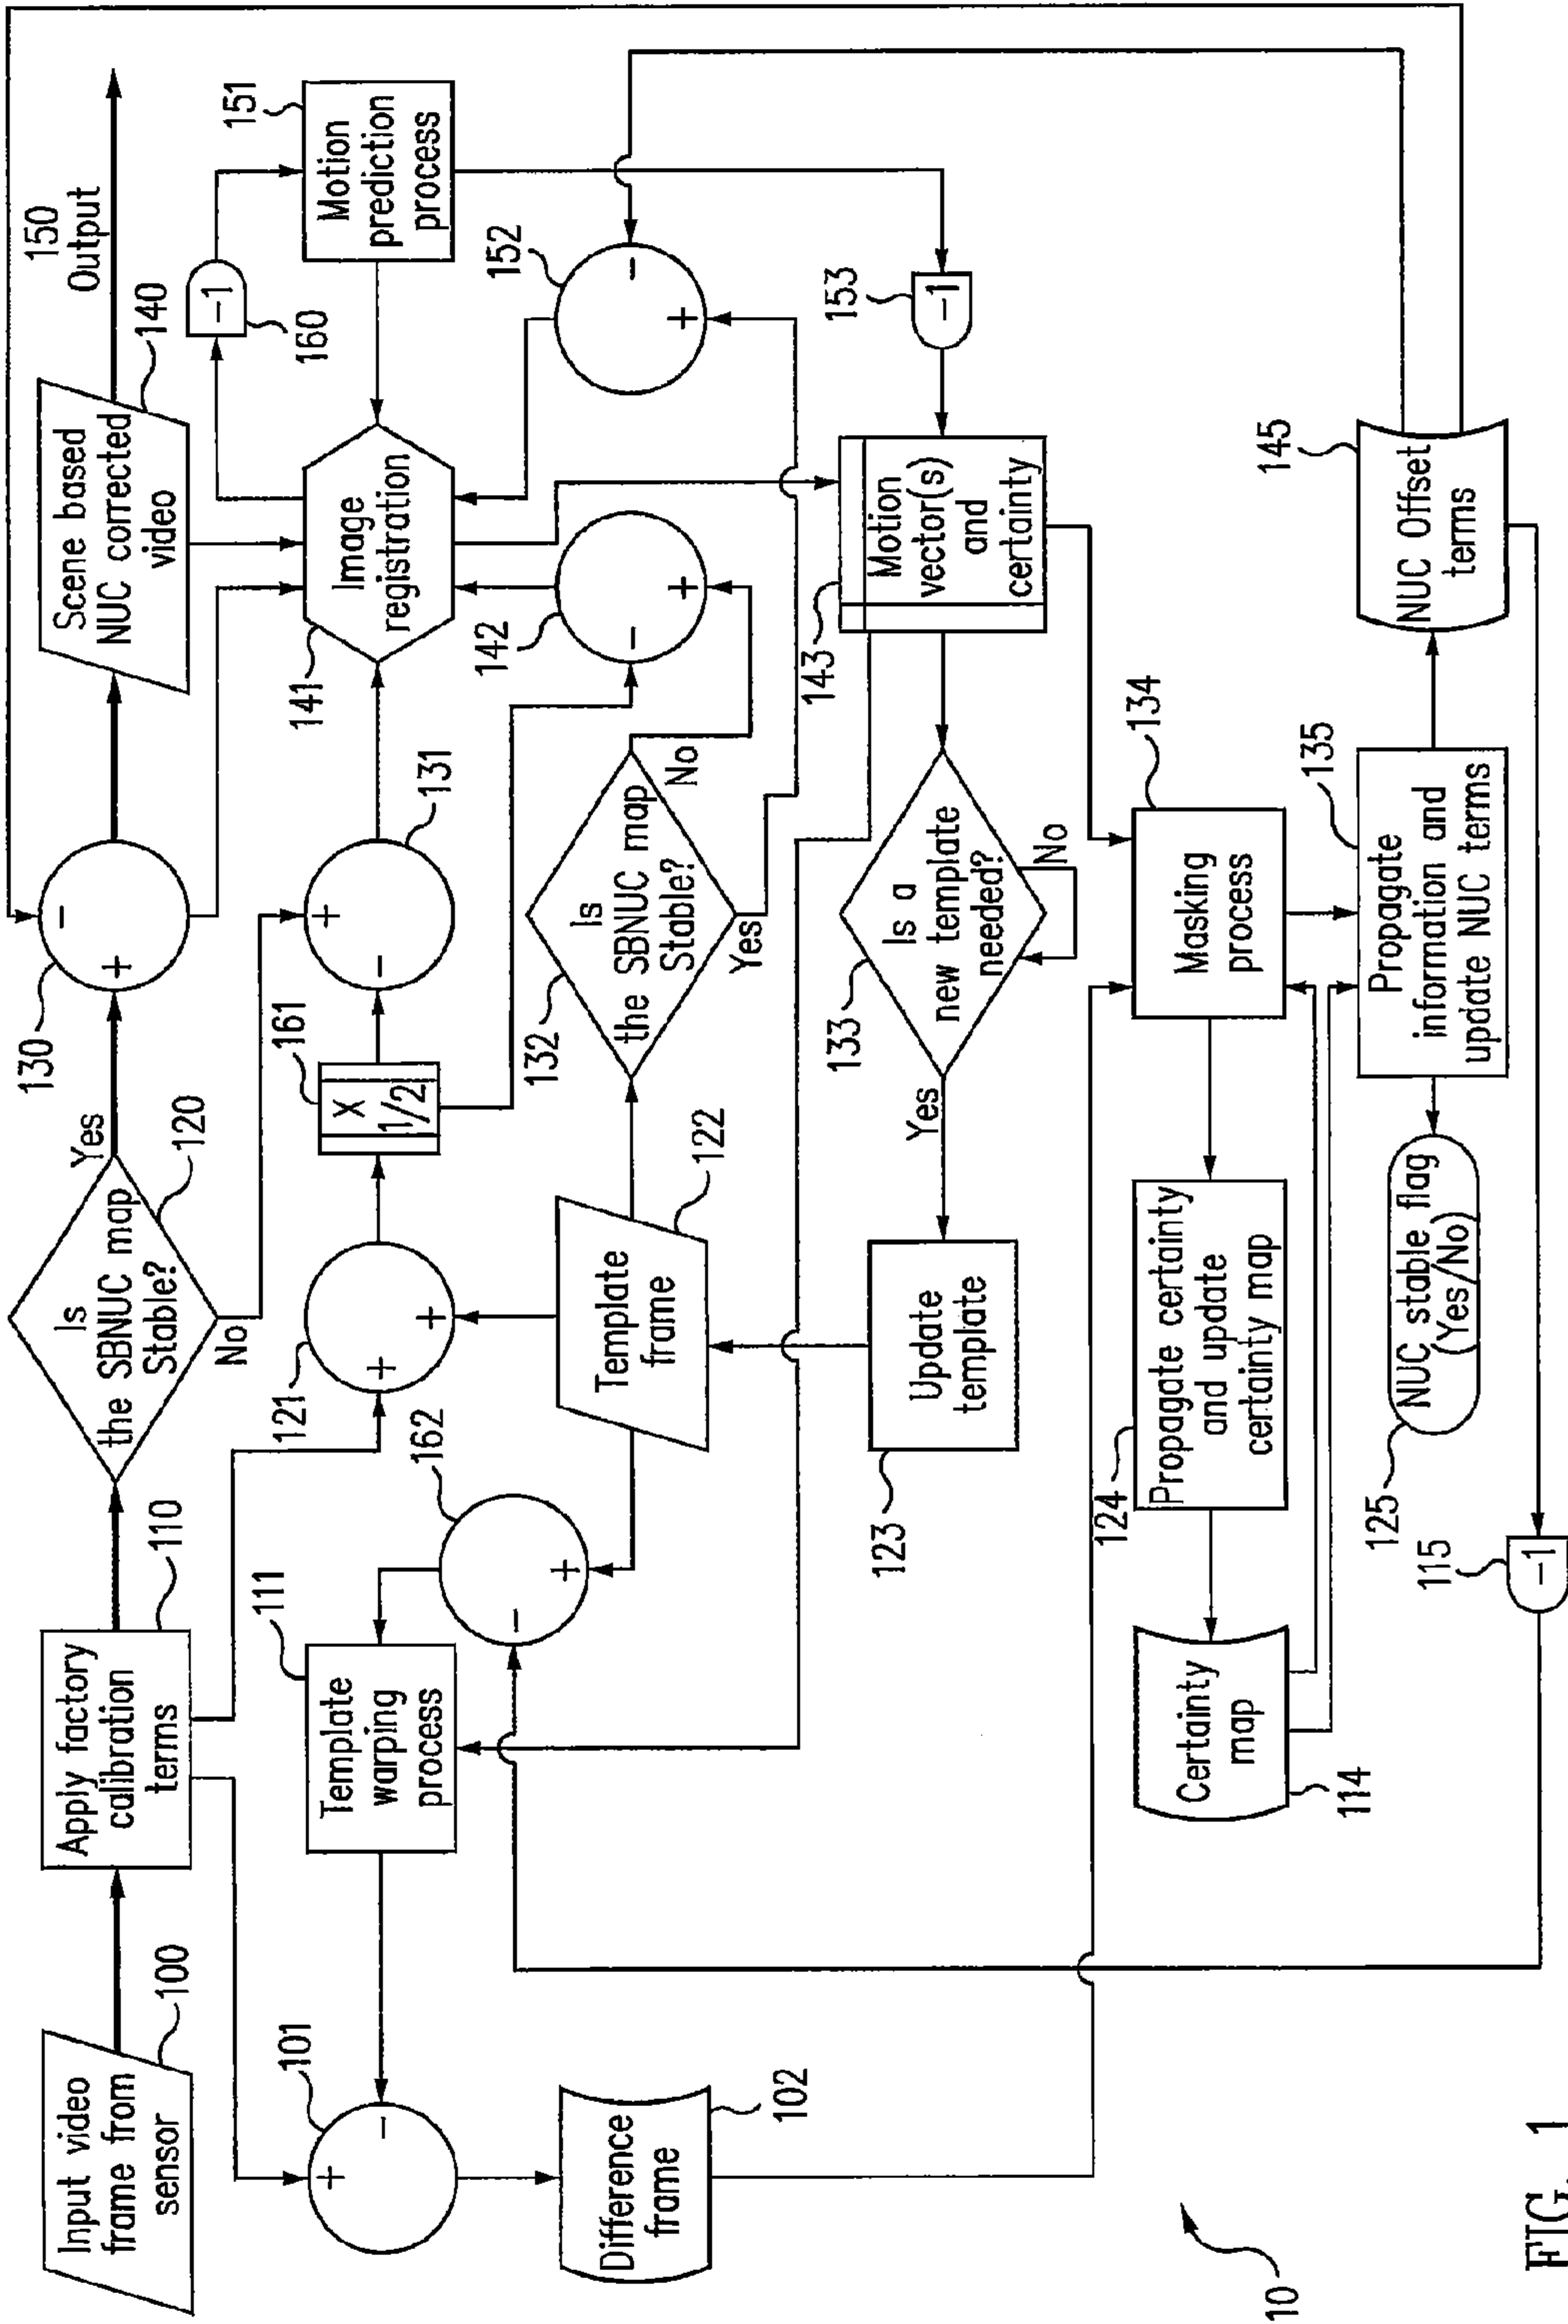 Input video
frame from
sensor
100
Apply factory
calibration
terms
110
Is
the SBNUC map
Stable?
120
Yes
No
130
+
-
Scene based
NUC corrected
video
140
150
Output
101
+
-
Template
warping
process
111
162
+
-
121
+
+
X
1/2
161
131
+
-
Image
registration
141
-1
160
Motion
prediction
process
151
Difference
frame
102
Template
frame
122
Is
the SBNUC map
Stable?
132
No
Yes
142
-
+
152
-
+
Update
template
123
Is a
new template
needed?
133
Yes
No
Motion
vector(s)
and
certainty
143
-1
153
Certainty
map
114
Propagate certainty
and update
certainty map
124
Masking
process
134
NUC stable flag
(Yes/No)
125
Propagate
information and
update NUC terms
135
NUC Offset
terms
145
-1
115
10
FIG. 1